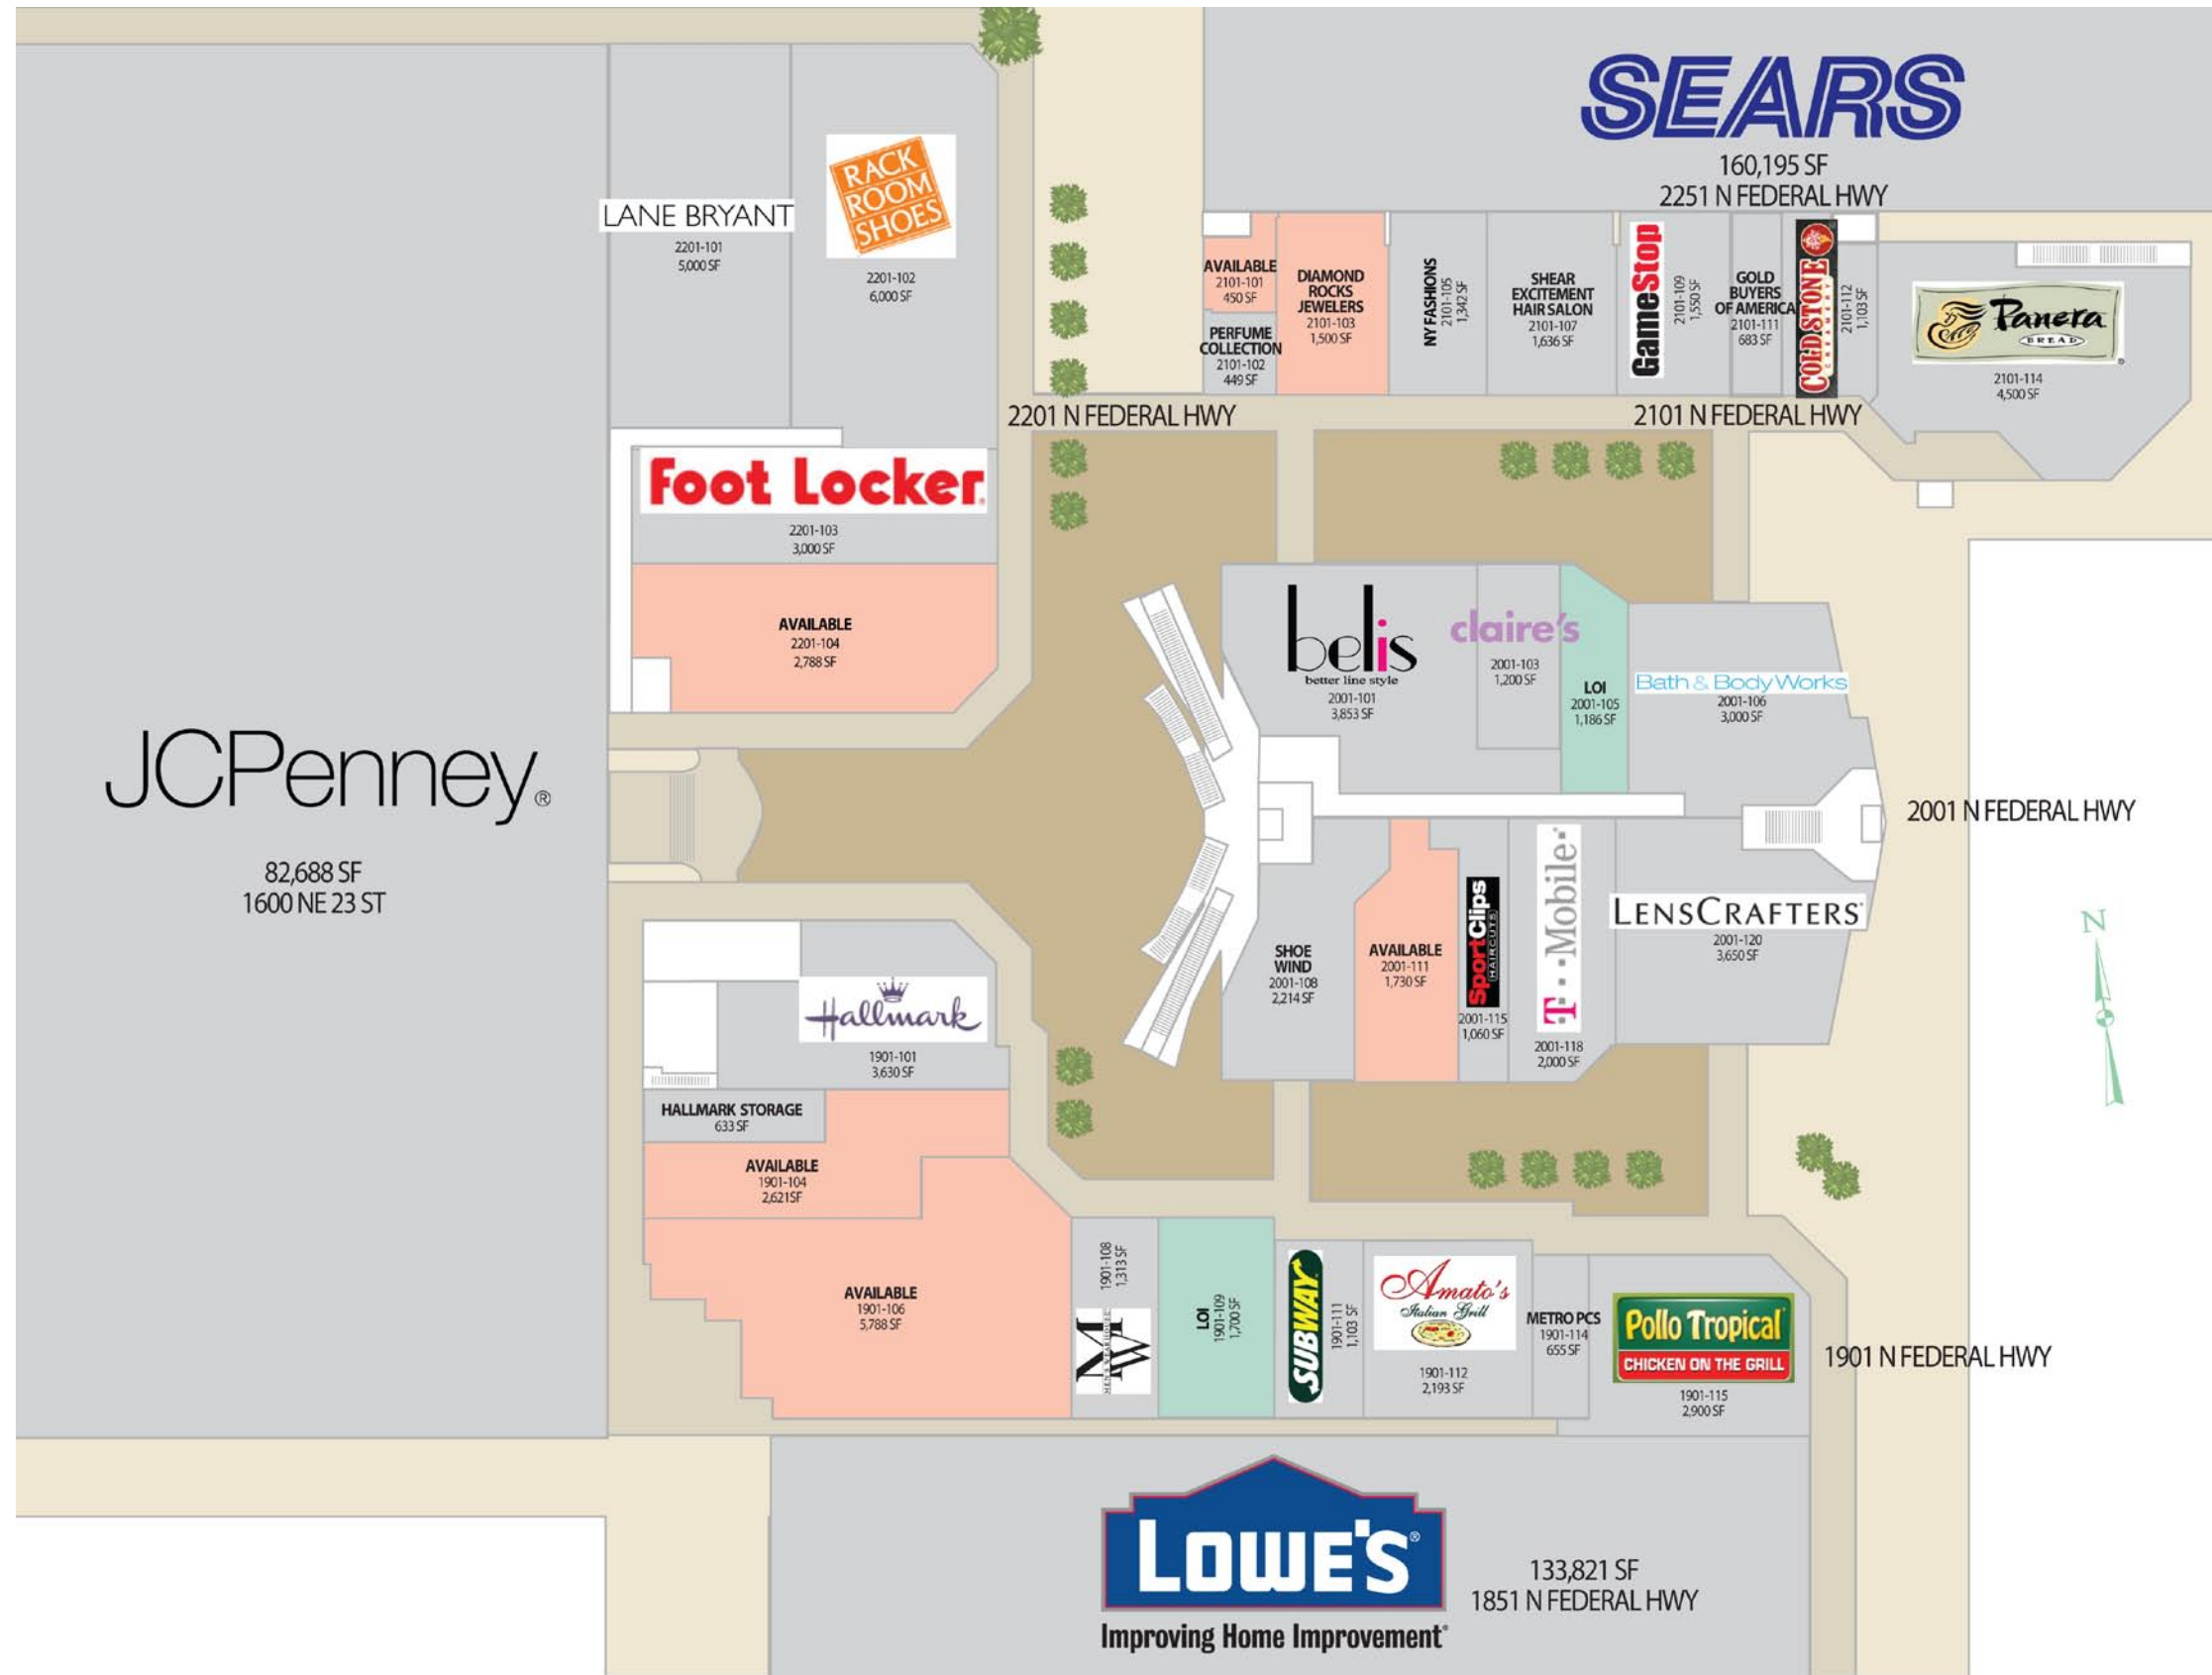 SEARS
160,195 SF
2251 N FEDERAL HWY
LANE BRYANT
2201-101
5,000 SF
RACK
ROOM
SHOES
2201-102
6,000 SF
AVAILABLE
2101-101
450 SF
PERFUME
COLLECTION
2101-102
449 SF
DIAMOND
ROCKS
JEWELERS
2101-103
1,500 SF
NY FASHIONS
2101-105
1,342 SF
SHEAR
EXCITEMENT
HAIR SALON
2101-107
1,636 SF
GameStop
2101-109
1,550 SF
GOLD
BUYERS
OF AMERICA
2101-111
683 SF
COLD STONE
CREAMERY
2101-112
1,103 SF
Panera
BREAD
®
2101-114
4,500 SF
2201 N FEDERAL HWY
2101 N FEDERAL HWY
Foot Locker
2201-103
3,000 SF
AVAILABLE
2201-104
2,788 SF
belis
better line style
2001-101
3,853 SF
claire's
2001-103
1,200 SF
LOI
2001-105
1,186 SF
Bath & Body Works
2001-106
3,000 SF
JCPenney®
82,688 SF
1600 NE 23 ST
2001 N FEDERAL HWY
SHOE
WIND
2001-108
2,214 SF
AVAILABLE
2001-111
1,730 SF
SportClips
HAIRCUTS
2001-115
1,060 SF
T··Mobile·
2001-118
2,000 SF
LENSCRAFTERS
2001-120
3,650 SF
N
Hallmark
1901-101
3,630 SF
HALLMARK STORAGE
633 SF
AVAILABLE
1901-104
2,621SF
AVAILABLE
1901-106
5,788 SF
1901-108
1,313 SF
MW
MEN'S WEARHOUSE
LOI
1901-109
1,700 SF
SUBWAY
1901-111
1,103 SF
Amato's
Italian Grill
1901-112
2,193 SF
METRO PCS
1901-114
655 SF
Pollo Tropical
CHICKEN ON THE GRILL
1901-115
2,900 SF
1901 N FEDERAL HWY
LOWE'S®
Improving Home Improvement®
133,821 SF
1851 N FEDERAL HWY